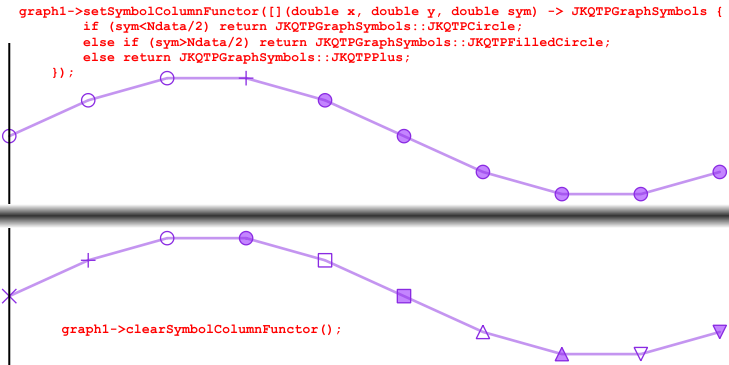 graph1->setSymbolColumnFunctor([](double x, double y, double sym) -> JKQTPGraphSymbols {
if (sym<Ndata/2) return JKQTPGraphSymbols::JKQTPCircle;
else if (sym>Ndata/2) return JKQTPGraphSymbols::JKQTPFilledCircle;
else return JKQTPGraphSymbols::JKQTPPlus;
});
graph1->clearSymbolColumnFunctor();